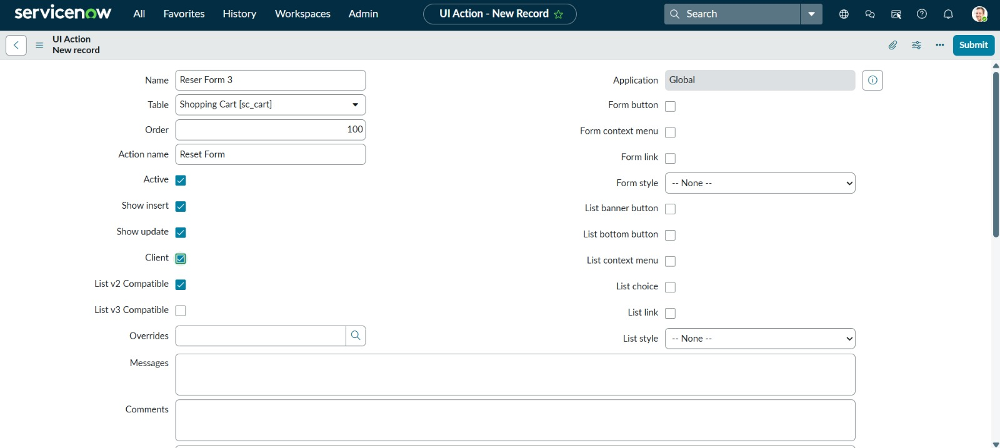 servicenow All Favorites History Workspaces Admin UI Action - New Record Search
UI Action
New record
Submit
Name Reser Form 3
Application Global
Table Shopping Cart [sc_cart]
Form button
Order 100
Form context menu
Action name Reset Form
Form link
Active
Form style -- None --
Show insert
List banner button
Show update
List bottom button
Client
List context menu
List v2 Compatible
List choice
List v3 Compatible
List link
Overrides
List style -- None --
Messages
Comments